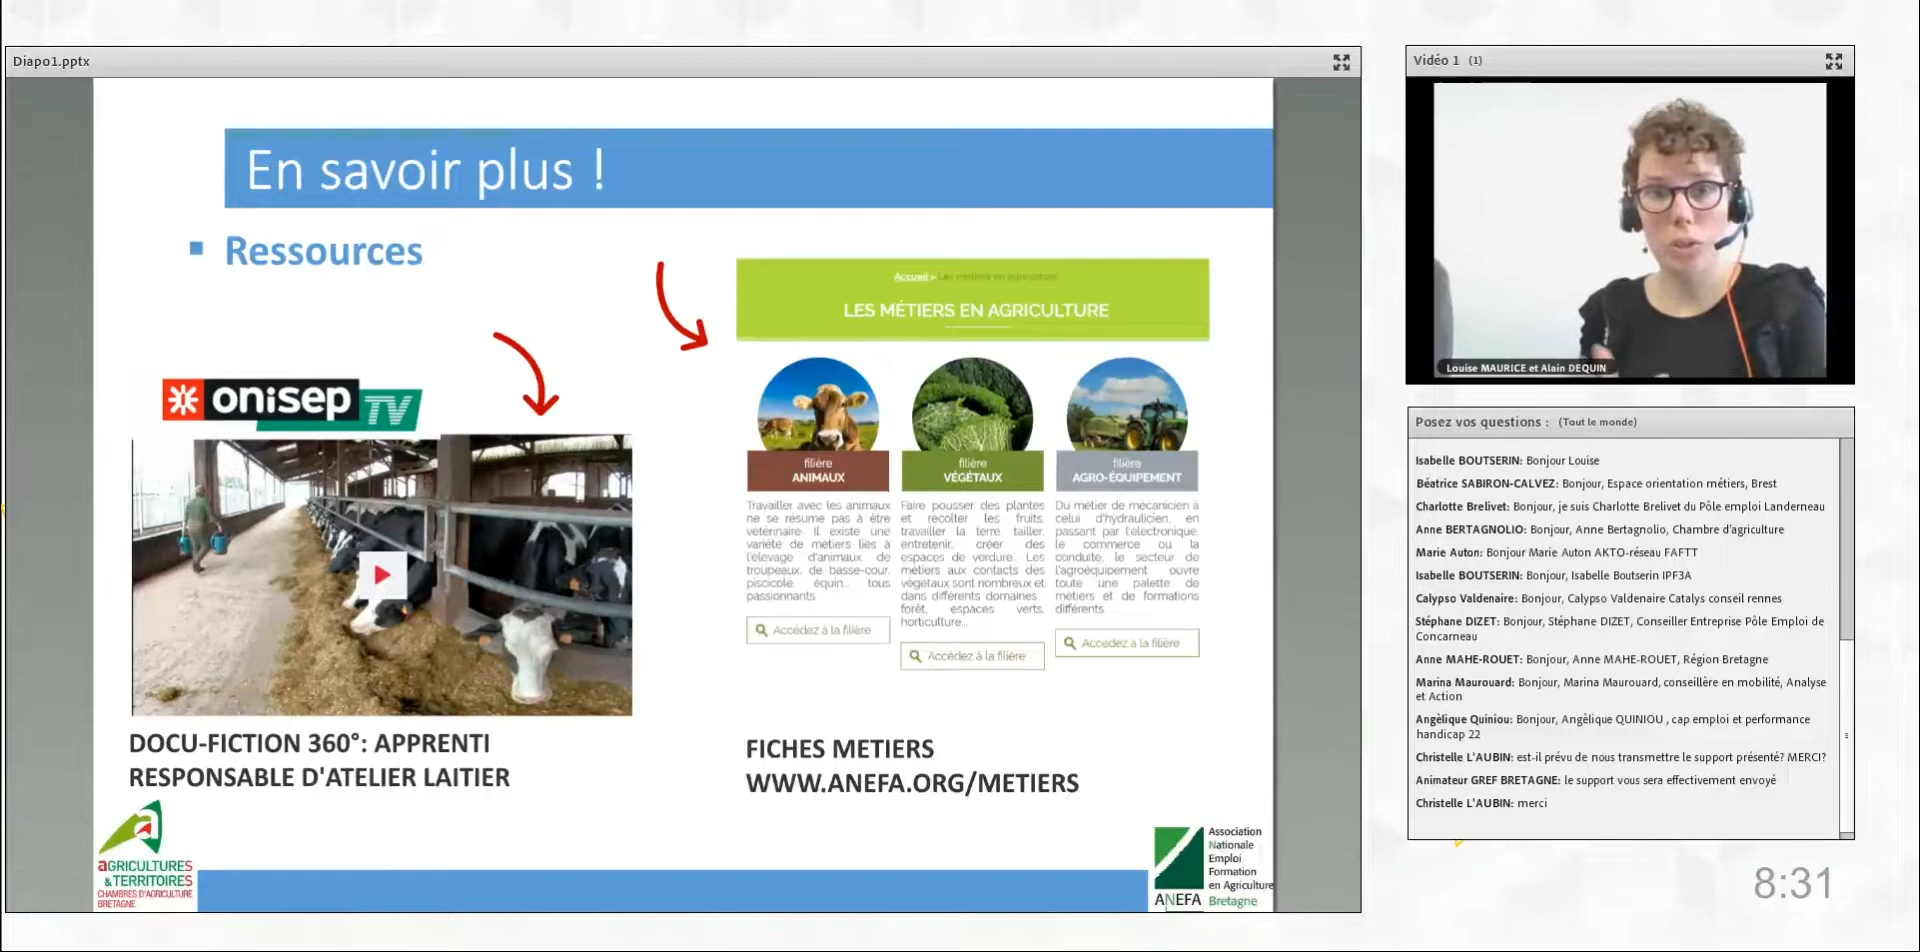 Diapo1.pptx
En savoir plus !
Ressources
onisep TV
DOCU-FICTION 360°: APPRENTI
RESPONSABLE D'ATELIER LAITIER
Accueil > Les métiers en agriculture
LES MÉTIERS EN AGRICULTURE
filière
ANIMAUX
Travailler avec les animaux
ne se résume pas à être
vétérinaire. Il existe une
variété de métiers liés à
l'élevage d'animaux de
troupeaux, de basse-cour,
piscicole, équin... tous
passionnants
Accédez à la filière
filière
VÉGÉTAUX
Faire pousser des plantes
et récolter les fruits,
travailler la terre, tailler,
entretenir, créer des
espaces de verdure. Les
métiers aux contacts des
végétaux sont nombreux et
dans différents domaines :
forêt, espaces verts,
horticulture...
Accédez à la filière
filière
AGRO-ÉQUIPEMENT
Du métier de mécanicien à
celui d'hydraulicien, en
passant par l'électronique,
le commerce ou la
conduite, le secteur de
l'agroéquipement ouvre
toute une palette de
métiers et de formations
différents.
Accédez à la filière
FICHES METIERS
WWW.ANEFA.ORG/METIERS
aGRICULTURES
& TERRITOIRES
CHAMBRES D'AGRICULTURE
BRETAGNE
ANEFA
Association
Nationale
Emploi
Formation
en Agriculture
Bretagne
Vidéo 1 (1)
Louise MAURICE et Alain DEQUIN
Posez vos questions : (Tout le monde)
Isabelle BOUTSERIN: Bonjour Louise
Béatrice SABIRON-CALVEZ: Bonjour, Espace orientation métiers, Brest
Charlotte Brelivet: Bonjour, je suis Charlotte Brelivet du Pôle emploi Landerneau
Anne BERTAGNOLIO: Bonjour, Anne Bertagnolio, Chambre d'agriculture
Marie Auton: Bonjour Marie Auton AKTO-réseau FAFTT
Isabelle BOUTSERIN: Bonjour, Isabelle Boutserin IPF3A
Calypso Valdenaire: Bonjour, Calypso Valdenaire Catalys conseil rennes
Stéphane DIZET: Bonjour, Stéphane DIZET, Conseiller Entreprise Pôle Emploi de
Concarneau
Anne MAHE-ROUET: Bonjour, Anne MAHE-ROUET, Région Bretagne
Marina Maurouard: Bonjour, Marina Maurouard, conseillère en mobilité, Analyse
et Action
Angèlique Quiniou: Bonjour, Angèlique QUINIOU , cap emploi et performance
handicap 22
Christelle L'AUBIN: est-il prévu de nous transmettre le support présenté? MERCI?
Animateur GREF BRETAGNE: le support vous sera effectivement envoyé
Christelle L'AUBIN: merci
8:31